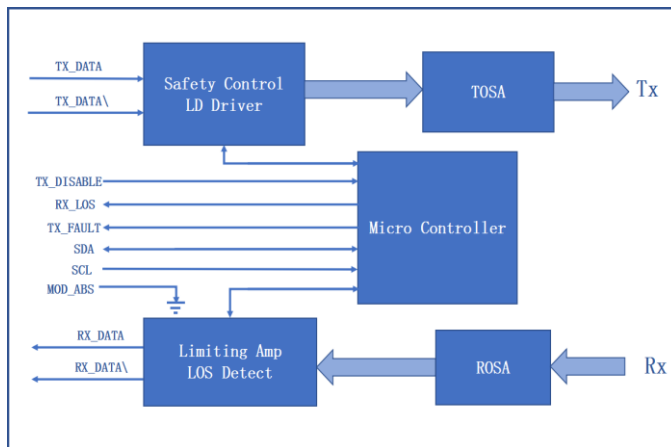 TX_DATA
TX_DATA\
Safety Control
LD Driver
TOSA
Tx
TX_DISABLE
RX_LOS
TX_FAULT
SDA
SCL
MOD_ABS
Micro Controller
RX_DATA
RX_DATA\
Limiting Amp
LOS Detect
ROSA
Rx